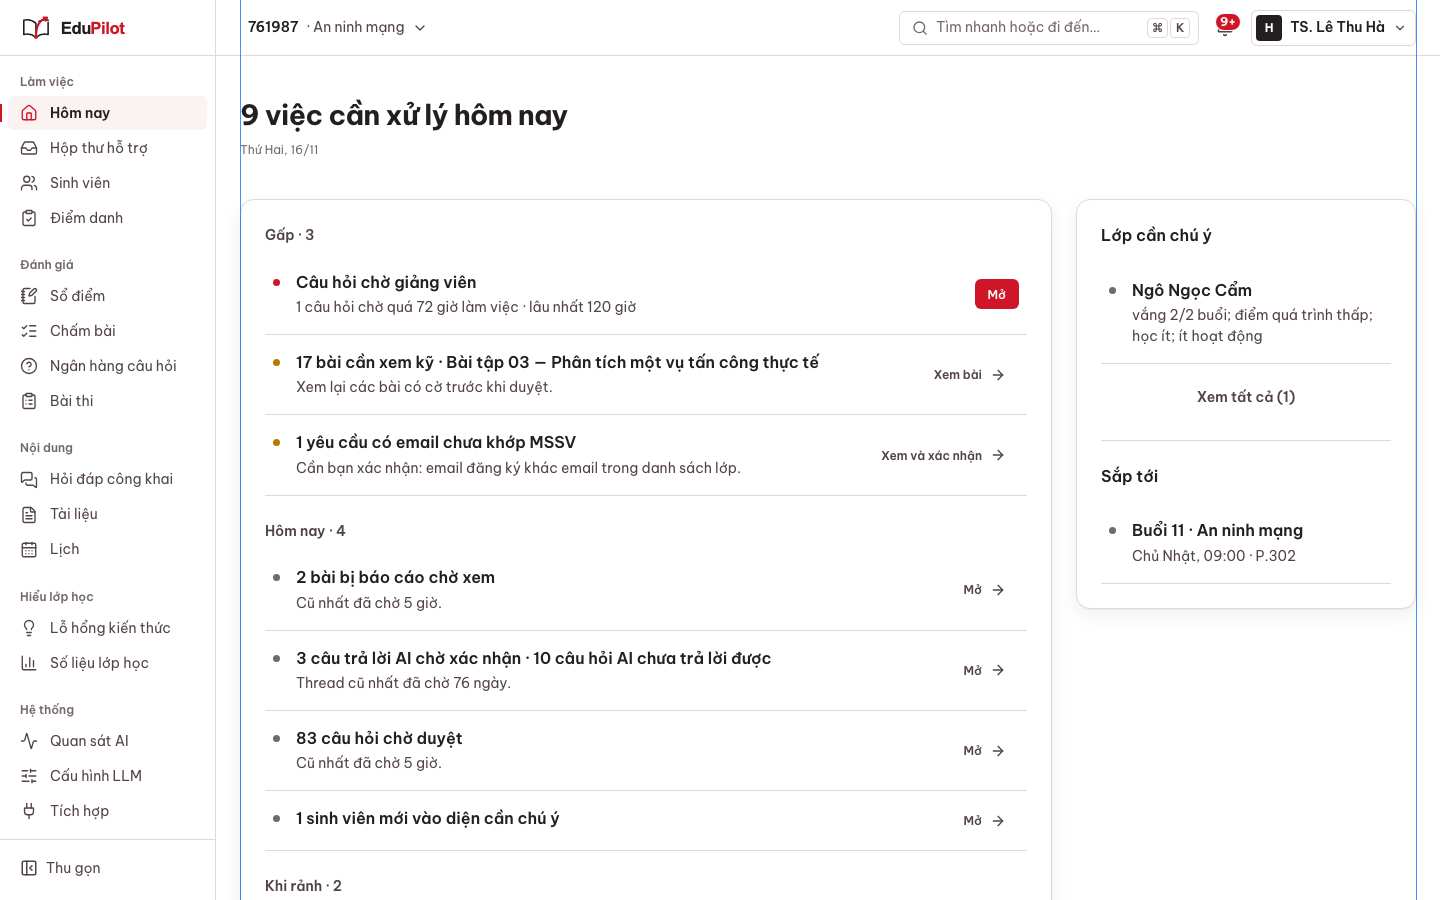 EduPilot
761987 · An ninh mạng
Tìm nhanh hoặc đi đến...
⌘ K
9+
H TS. Lê Thu Hà
Làm việc
Hôm nay
Hộp thư hỗ trợ
Sinh viên
Điểm danh
Đánh giá
Sổ điểm
Chấm bài
Ngân hàng câu hỏi
Bài thi
Nội dung
Hỏi đáp công khai
Tài liệu
Lịch
Hiểu lớp học
Lỗ hổng kiến thức
Số liệu lớp học
Hệ thống
Quan sát AI
Cấu hình LLM
Tích hợp
Thu gọn
9 việc cần xử lý hôm nay
Thứ Hai, 16/11
Gấp · 3
Câu hỏi chờ giảng viên
1 câu hỏi chờ quá 72 giờ làm việc · lâu nhất 120 giờ
Mở
17 bài cần xem kỹ · Bài tập 03 — Phân tích một vụ tấn công thực tế
Xem lại các bài có cờ trước khi duyệt.
Xem bài
1 yêu cầu có email chưa khớp MSSV
Cần bạn xác nhận: email đăng ký khác email trong danh sách lớp.
Xem và xác nhận
Hôm nay · 4
2 bài bị báo cáo chờ xem
Cũ nhất đã chờ 5 giờ.
Mở
3 câu trả lời AI chờ xác nhận · 10 câu hỏi AI chưa trả lời được
Thread cũ nhất đã chờ 76 ngày.
Mở
83 câu hỏi chờ duyệt
Cũ nhất đã chờ 5 giờ.
Mở
1 sinh viên mới vào diện cần chú ý
Mở
Khi rảnh · 2
Lớp cần chú ý
Ngô Ngọc Cẩm
vắng 2/2 buổi; điểm quá trình thấp;
học ít; ít hoạt động
Xem tất cả (1)
Sắp tới
Buổi 11 · An ninh mạng
Chủ Nhật, 09:00 · P.302